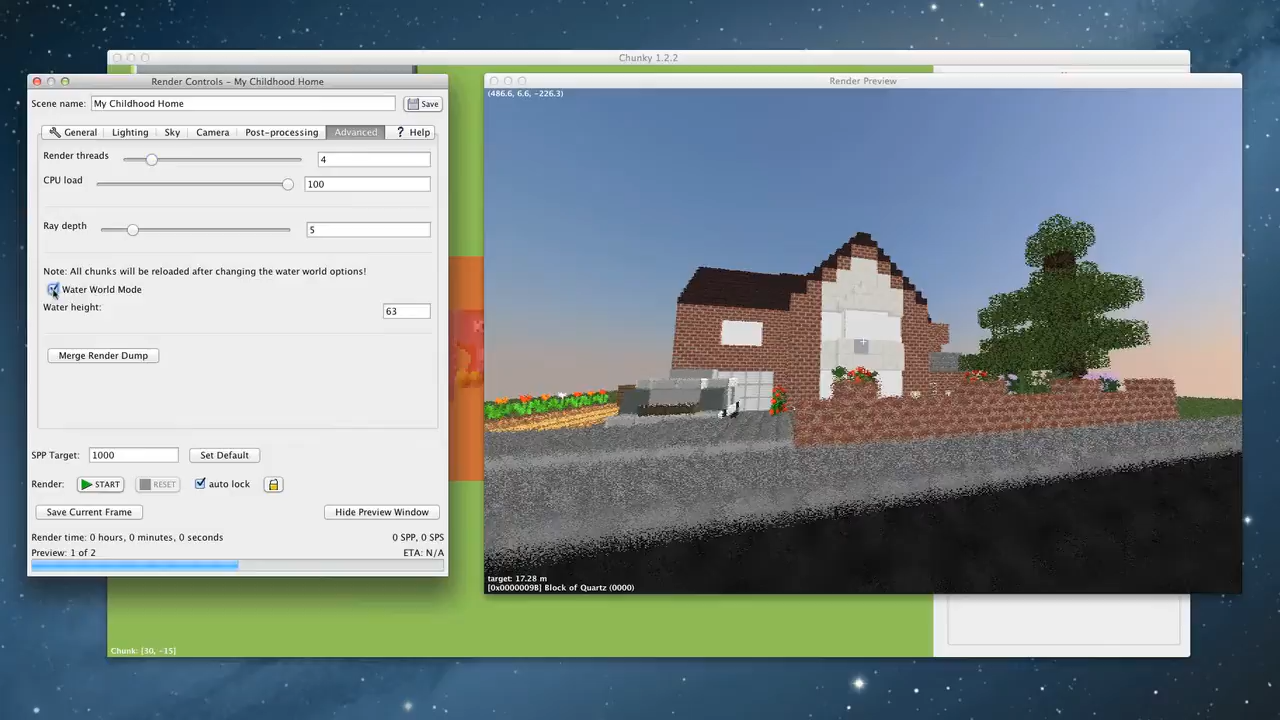 Chunky 1.2.2
Render Controls – My Childhood Home
Scene name: My Childhood Home Save
General Lighting Sky Camera Post-processing Advanced ? Help
Render threads 4
CPU load 100
Ray depth 5
Note: All chunks will be reloaded after changing the water world options!
Water World Mode
Water height: 63
Merge Render Dump
SPP Target: 1000 Set Default
Render: START RESET auto lock
Save Current Frame Hide Preview Window
Render time: 0 hours, 0 minutes, 0 seconds 0 SPP, 0 SPS
Preview: 1 of 2 ETA: N/A
Render Preview
(486.6, 6.6, -226.3)
target: 17.28 m
[0x0000009B] Block of Quartz (0000)
Chunk: [30, -15]